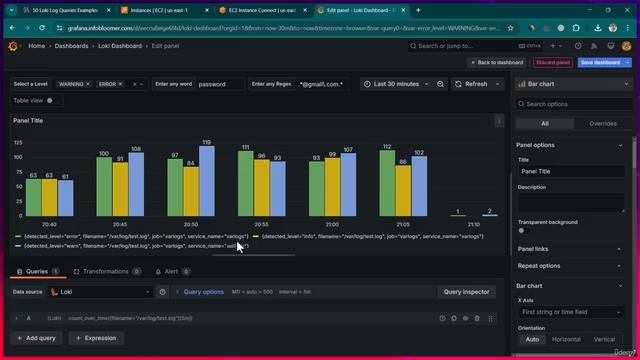 50 Loki Log Queries Examples-
Instances | EC2 | us-east-1
EC2 Instance Connect | us-eas
Edit panel - Loki Dashboard - D
Home > Dashboards > Loki Dashboard > Edit panel
Search or jump to...
Back to dashboard
Discard panel
Save dashboard
Select a Level
WARNING × ERROR ×
Enter any word
password
Enter any Regex
.*@gmail\.com.*
Last 30 minutes
Refresh
Bar chart
Table view
Search options
All
Overrides
Panel Title
Panel options
Title
Panel Title
Description
Transparent background
Panel links
Repeat options
Bar chart
X Axis
First string or time field
Orientation
Auto
Horizontal
Vertical
125
100
75
50
25
0
63 63 61
100 91 108
97 84 119
111 96 93
93 99 107
112 88 102
1 2
20:40 20:45 20:50 20:55 21:00 21:05 21:10
{detected_level="error", filename="/var/log/test.log", job="varlogs", service_name="varlogs"}
{detected_level="info", filename="/var/log/test.log", job="varlogs", service_name="varlogs"}
{detected_level="warn", filename="/var/log/test.log", job="varlogs", service_name="varlogs"}
Queries 1
Transformations 0
Alert 0
Data source
Loki
Query options
MD = auto = 500
Interval = 5m
Query inspector
A
(Loki)
count_over_time({filename="/var/log/test.log"}[5m])
+ Add query
+ Expression
Udemy